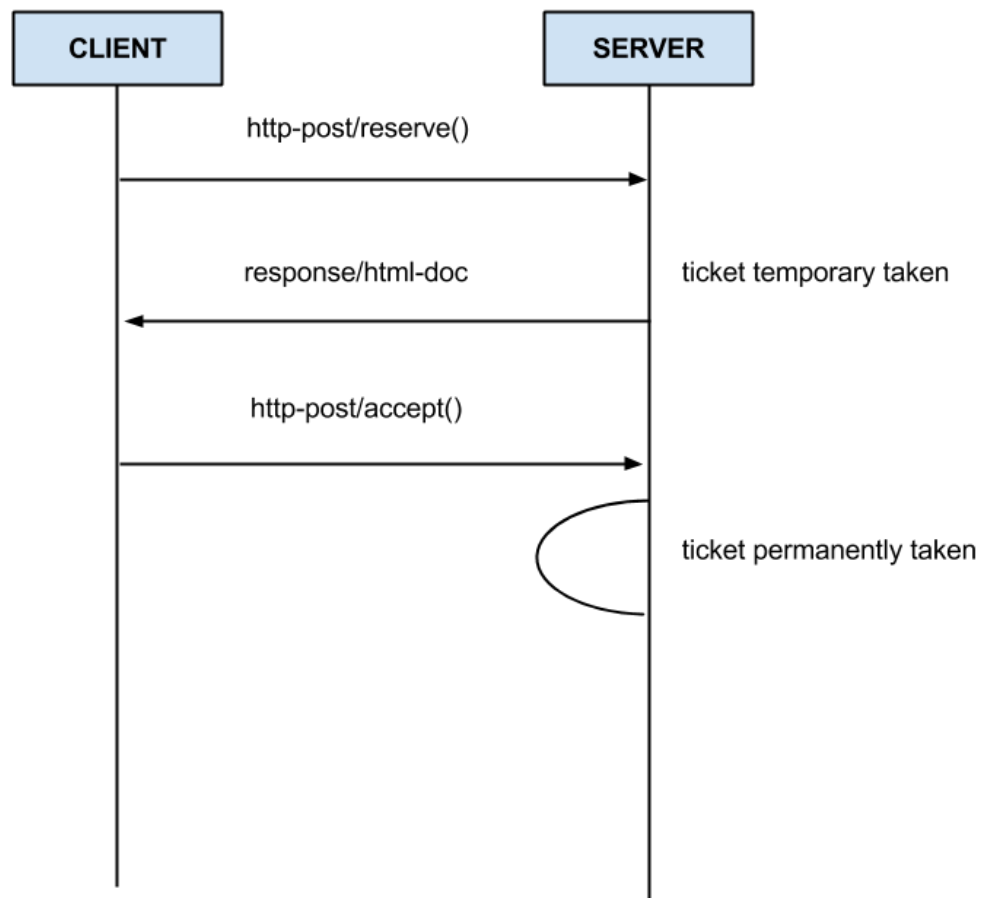 CLIENT
SERVER
http-post/reserve()
response/html-doc
ticket temporary taken
http-post/accept()
ticket permanently taken